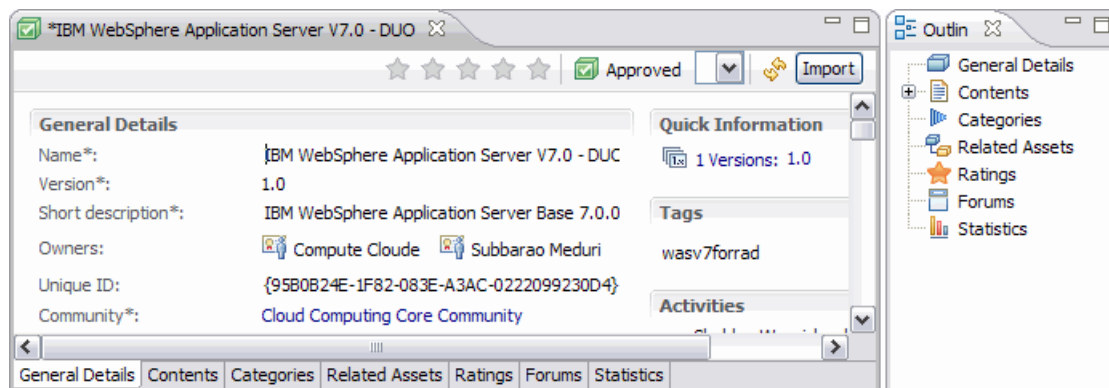 *IBM WebSphere Application Server V7.0 - DUO
Approved
Import
General Details
Name*: IBM WebSphere Application Server V7.0 - DUO
Version*: 1.0
Short description*: IBM WebSphere Application Server Base 7.0.0
Owners: Compute Cloude Subbarao Meduri
Unique ID: {95B0B24E-1F82-083E-A3AC-0222099230D4}
Community*: Cloud Computing Core Community
Quick Information
1 Versions: 1.0
Tags
wasv7forrad
Activities
General Details Contents Categories Related Assets Ratings Forums Statistics
Outlin
General Details
Contents
Categories
Related Assets
Ratings
Forums
Statistics